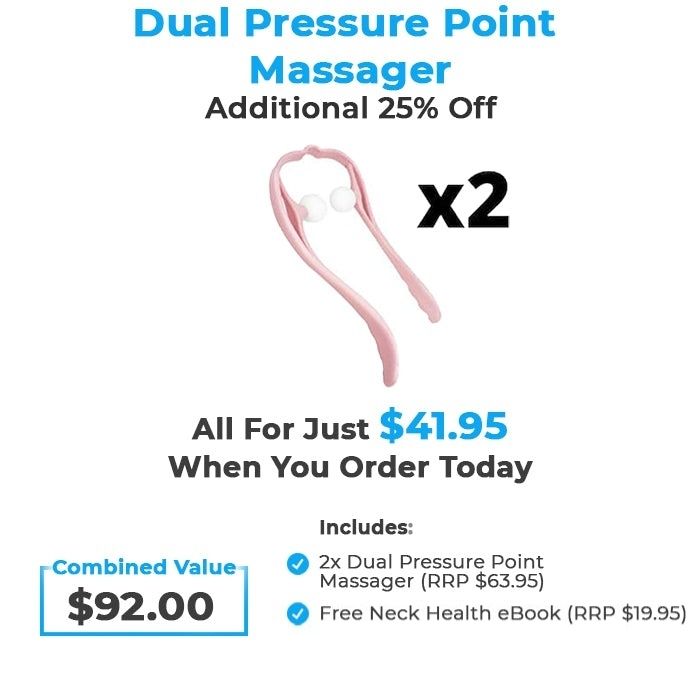 Dual Pressure Point
Massager
Additional 25% Off
x2
All For Just $41.95
When You Order Today
Includes:
Combined Value
$92.00
2x Dual Pressure Point
Massager (RRP $63.95)
Free Neck Health eBook (RRP $19.95)